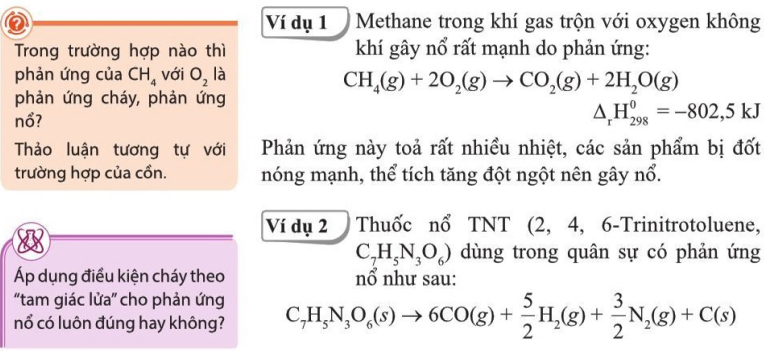 Trong trường hợp nào thì
phản ứng của CH₄ với O₂ là
phản ứng cháy, phản ứng
nổ?
Thảo luận tương tự với
trường hợp của cồn.
Áp dụng điều kiện cháy theo
“tam giác lửa” cho phản ứng
nổ có luôn đúng hay không?
Ví dụ 1 Methane trong khí gas trộn với oxygen không
khí gây nổ rất mạnh do phản ứng:
CH₄(g) + 2O₂(g) → CO₂(g) + 2H₂O(g)
ΔᵣH⁰₂₉₈ = –802,5 kJ
Phản ứng này toả rất nhiều nhiệt, các sản phẩm bị đốt
nóng mạnh, thể tích tăng đột ngột nên gây nổ.
Ví dụ 2 Thuốc nổ TNT (2, 4, 6-Trinitrotoluene,
C₇H₅N₃O₆) dùng trong quân sự có phản ứng
nổ như sau:
C₇H₅N₃O₆(s) → 6CO(g) + 5/2 H₂(g) + 3/2 N₂(g) + C(s)